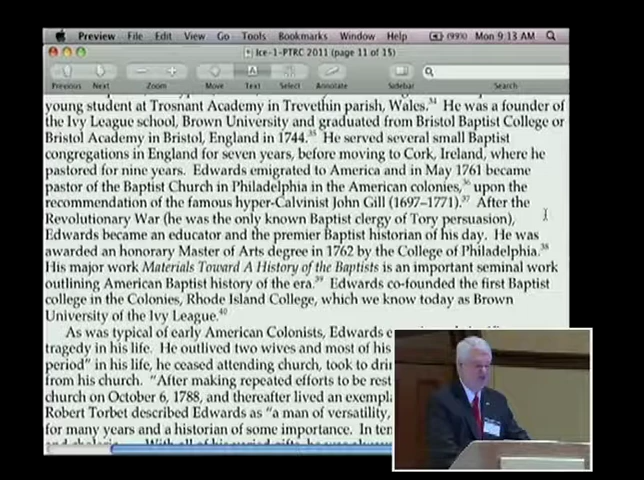 Preview File Edit View Go Tools Bookmarks Window Help (99%) Mon 9:13 AM
Ice-1-PTRC 2011 (page 11 of 15)
Previous Next Zoom Move Text Select Annotate Sidebar Search
young student at Trosnant Academy in Trevethin parish, Wales.34 He was a founder of
the Ivy League school, Brown University and graduated from Bristol Baptist College or
Bristol Academy in Bristol, England in 1744.35 He served several small Baptist
congregations in England for seven years, before moving to Cork, Ireland, where he
pastored for nine years. Edwards emigrated to America and in May 1761 became
pastor of the Baptist Church in Philadelphia in the American colonies,36 upon the
recommendation of the famous hyper-Calvinist John Gill (1697–1771).37 After the
Revolutionary War (he was the only known Baptist clergy of Tory persuasion),
Edwards became an educator and the premier Baptist historian of his day. He was
awarded an honorary Master of Arts degree in 1762 by the College of Philadelphia.38
His major work Materials Toward A History of the Baptists is an important seminal work
outlining American Baptist history of the era.39 Edwards co-founded the first Baptist
college in the Colonies, Rhode Island College, which we know today as Brown
University of the Ivy League.40
As was typical of early American Colonists, Edwards
tragedy in his life. He outlived two wives and most of his
period” in his life, he ceased attending church, took to
from his church. “After making repeated efforts to be
church on October 6, 1788, and thereafter lived an
Robert Torbet described Edwards as “a man of versatility,
for many years and a historian of some importance. In